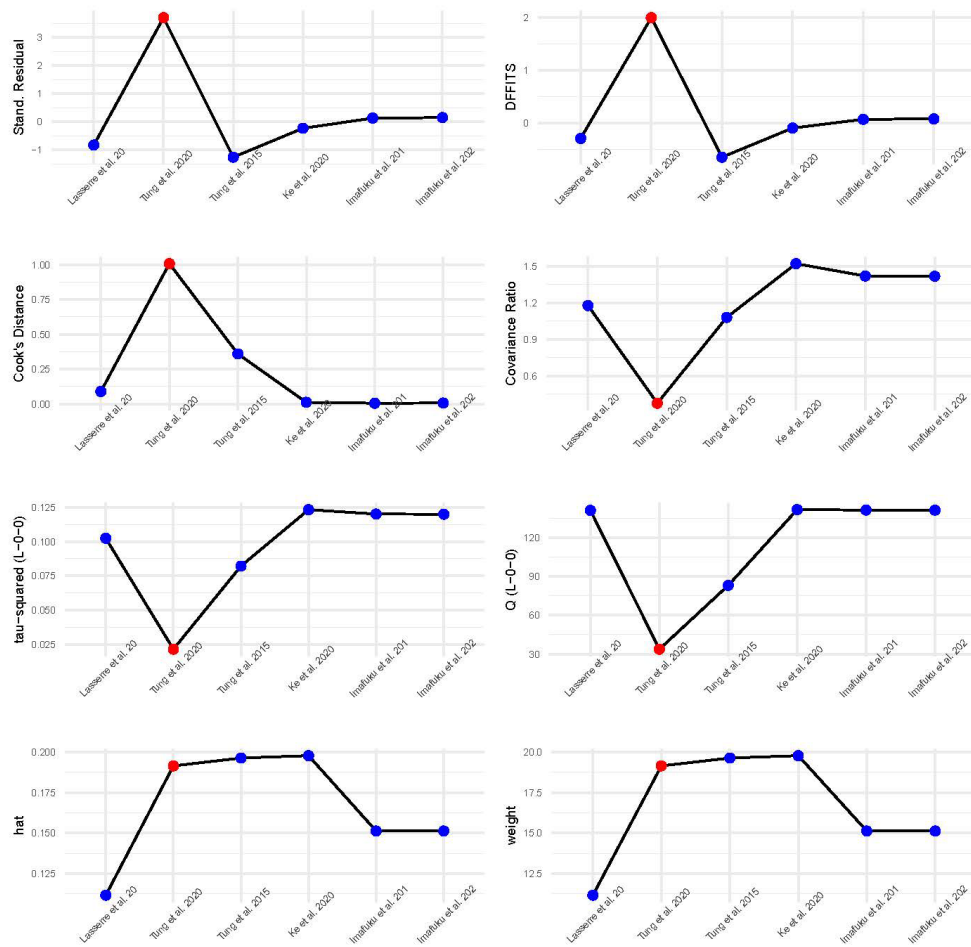 Stand. Residual
3
2
1
0
−1
Lasserre et al. 20
Tung et al. 2020
Tung et al. 2015
Ke et al. 2020
Imafuku et al. 201
Imafuku et al. 202
DFFITS
2
1
0
Lasserre et al. 20
Tung et al. 2020
Tung et al. 2015
Ke et al. 2020
Imafuku et al. 201
Imafuku et al. 202
Cook's Distance
1.00
0.75
0.50
0.25
0.00
Lasserre et al. 20
Tung et al. 2020
Tung et al. 2015
Ke et al. 2020
Imafuku et al. 201
Imafuku et al. 202
Covariance Ratio
1.5
1.2
0.9
0.6
Lasserre et al. 20
Tung et al. 2020
Tung et al. 2015
Ke et al. 2020
Imafuku et al. 201
Imafuku et al. 202
tau−squared (L−0−0)
0.125
0.100
0.075
0.050
0.025
Lasserre et al. 20
Tung et al. 2020
Tung et al. 2015
Ke et al. 2020
Imafuku et al. 201
Imafuku et al. 202
Q (L−0−0)
120
90
60
30
Lasserre et al. 20
Tung et al. 2020
Tung et al. 2015
Ke et al. 2020
Imafuku et al. 201
Imafuku et al. 202
hat
0.200
0.175
0.150
0.125
Lasserre et al. 20
Tung et al. 2020
Tung et al. 2015
Ke et al. 2020
Imafuku et al. 201
Imafuku et al. 202
weight
20.0
17.5
15.0
12.5
Lasserre et al. 20
Tung et al. 2020
Tung et al. 2015
Ke et al. 2020
Imafuku et al. 201
Imafuku et al. 202